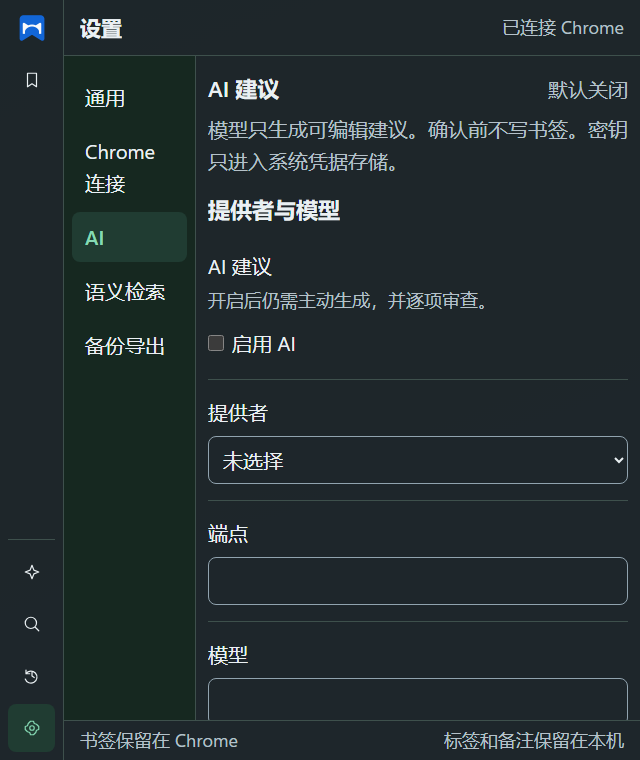 设置
已连接 Chrome
通用
Chrome
连接
AI
语义检索
备份导出
AI 建议
默认关闭
模型只生成可编辑建议。确认前不写书签。密钥
只进入系统凭据存储。
提供者与模型
AI 建议
开启后仍需主动生成，并逐项审查。
启用 AI
提供者
未选择
端点
模型
书签保留在 Chrome
标签和备注保留在本机